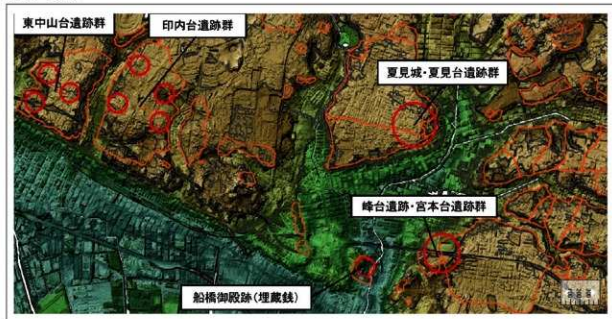 東中山台遺跡群
印内台遺跡群
夏見城・夏見台遺跡群
峰台遺跡・宮本台遺跡群
船橋御殿跡(埋蔵銭)